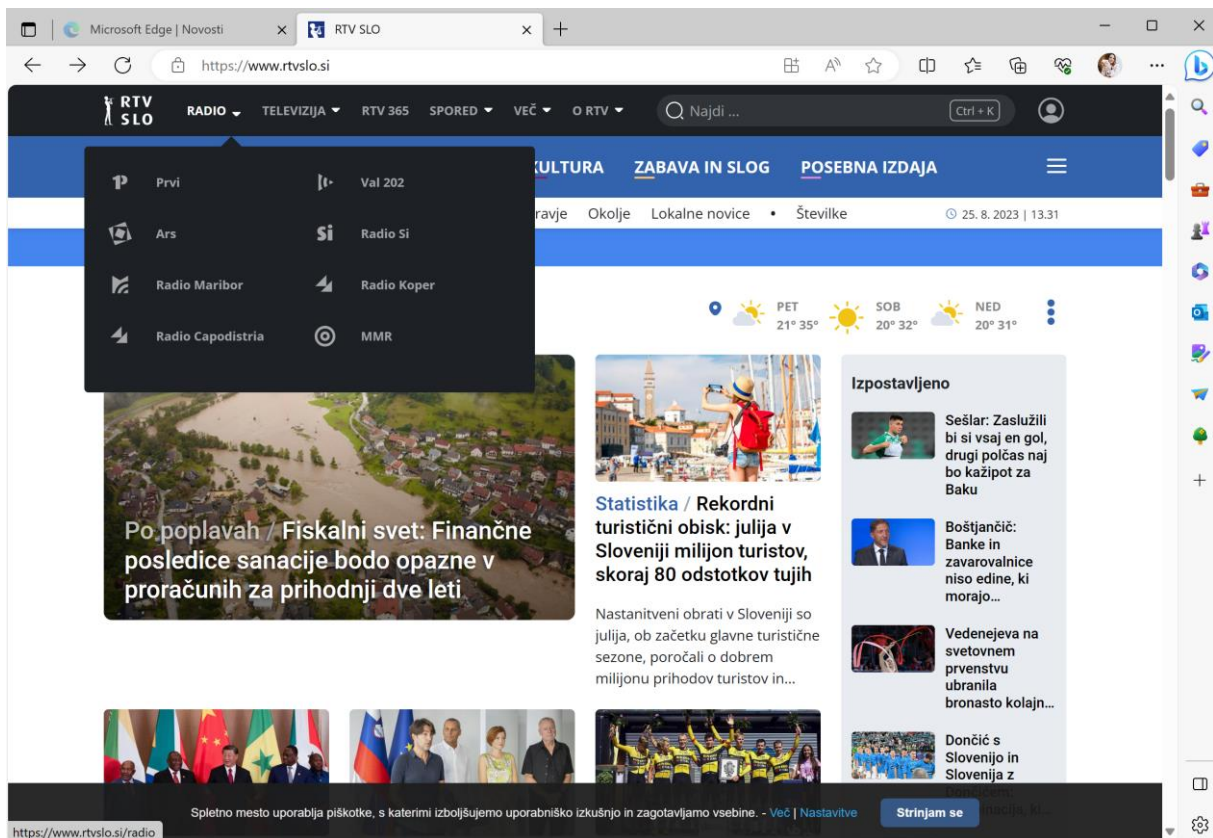 Microsoft Edge | Novosti
RTV SLO
https://www.rtvslo.si
RTV
SLO
RADIO
TELEVIZIJA
RTV 365
SPORED
VEČ
O RTV
Najdi ...
Ctrl + K
KULTURA
ZABAVA IN SLOG
POSEBNA IZDAJA
ravje
Okolje
Lokalne novice
•
Številke
25. 8. 2023 | 13.31
Prvi
Val 202
Ars
Si
Radio Si
Radio Maribor
Radio Koper
Radio Capodistria
MMR
PET
21° 35°
SOB
20° 32°
NED
20° 31°
Po poplavah / Fiskalni svet: Finančne
posledice sanacije bodo opazne v
proračunih za prihodnji dve leti
Statistika / Rekordni
turistični obisk: julija v
Sloveniji milijon turistov,
skoraj 80 odstotkov tujih
Nastanitveni obrati v Sloveniji so
julija, ob začetku glavne turistične
sezone, poročali o dobrem
milijonu prihodov turistov in...
Izpostavljeno
Sešlar: Zaslužili
bi si vsaj en gol,
drugi polčas naj
bo kažipot za
Baku
Boštjančič:
Banke in
zavarovalnice
niso edine, ki
morajo...
Vedenejeva na
svetovnem
prvenstvu
ubranila
bronasto kolajn...
Dončić s
Slovenijo in
Slovenija z
Dončićem:
Spletno mesto uporablja piškotke, s katerimi izboljšujemo uporabniško izkušnjo in zagotavljamo vsebine. - Več | Nastavitve
Strinjam se
https://www.rtvslo.si/radio